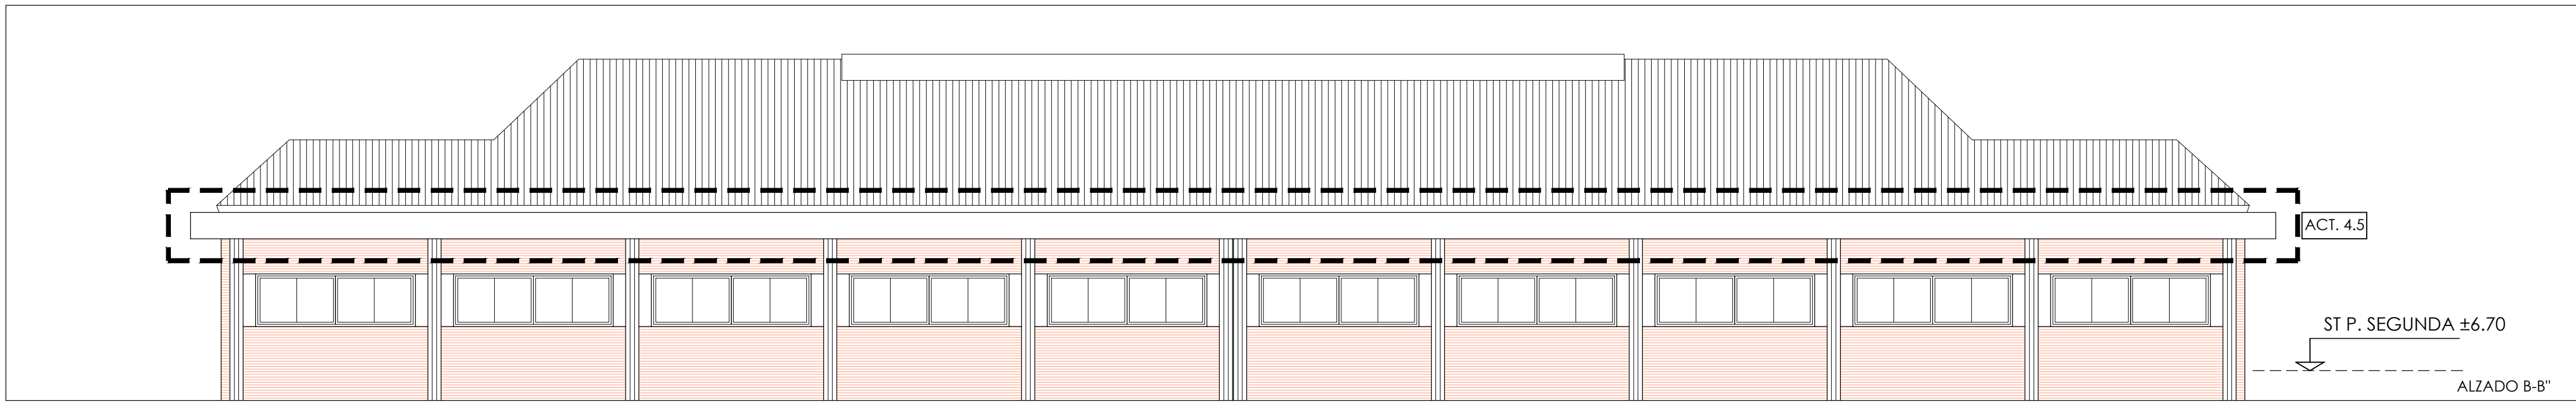 ACT. 4.5
ST P. SEGUNDA ±6.70
ALZADO B-B"